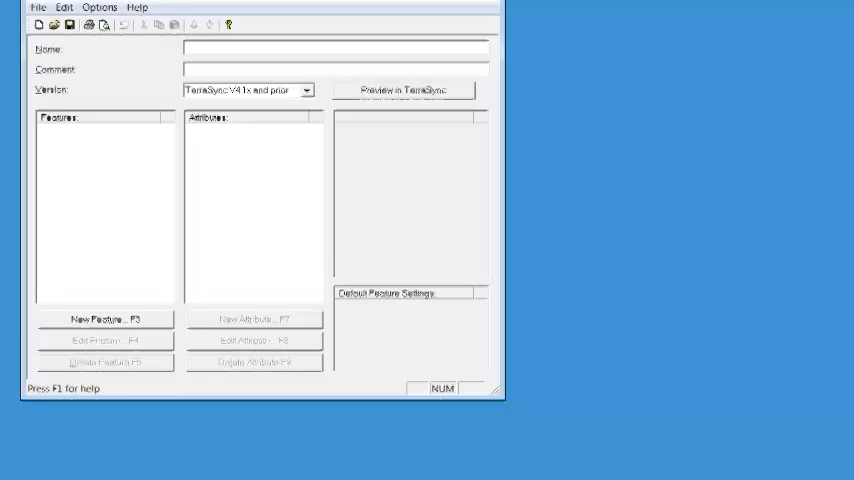 File Edit Options Help
Name:
Comment:
Version: TerraSync V4.1x and prior Preview in TerraSync
Features: Attributes:
Default Feature Settings:
New Feature... F3 New Attribute... F7
Edit Feature... F4 Edit Attribute... F8
Delete Feature F5 Delete Attribute F9
Press F1 for help NUM